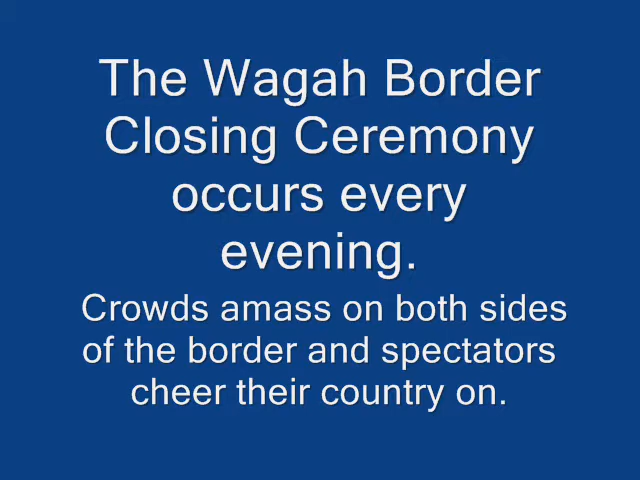 The Wagah Border
Closing Ceremony
occurs every
evening.
Crowds amass on both sides
of the border and spectators
cheer their country on.